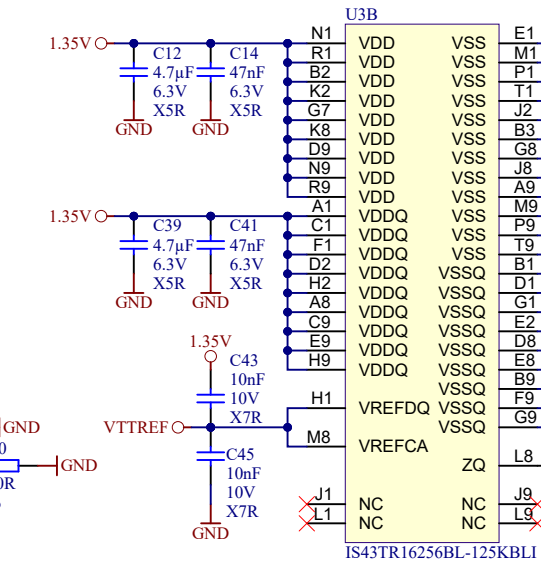 U3B
1.35V
C12
4.7µF
6.3V
X5R
GND
C14
47nF
6.3V
X5R
GND
N1 VDD VSS E1
R1 VDD VSS M1
B2 VDD VSS P1
K2 VDD VSS T1
G7 VDD VSS J2
K8 VDD VSS B3
D9 VDD VSS G8
N9 VDD VSS J8
R9 VDD VSS A9
1.35V
C39
4.7µF
6.3V
X5R
GND
C41
47nF
6.3V
X5R
GND
A1 VDDQ VSS M9
C1 VDDQ VSS P9
F1 VDDQ VSS T9
D2 VDDQ VSSQ B1
H2 VDDQ VSSQ D1
A8 VDDQ VSSQ G1
C9 VDDQ VSSQ E2
E9 VDDQ VSSQ D8
H9 VDDQ VSSQ E8
VSSQ B9
1.35V
C43
10nF
10V
X7R
H1 VREFDQ VSSQ F9
VSSQ G9
VTTREF
M8 VREFCA
C45
10nF
10V
X7R
GND
ZQ L8
J1 NC NC J9
L1 NC NC L9
IS43TR16256BL-125KBLI
GND
0
GND
0R